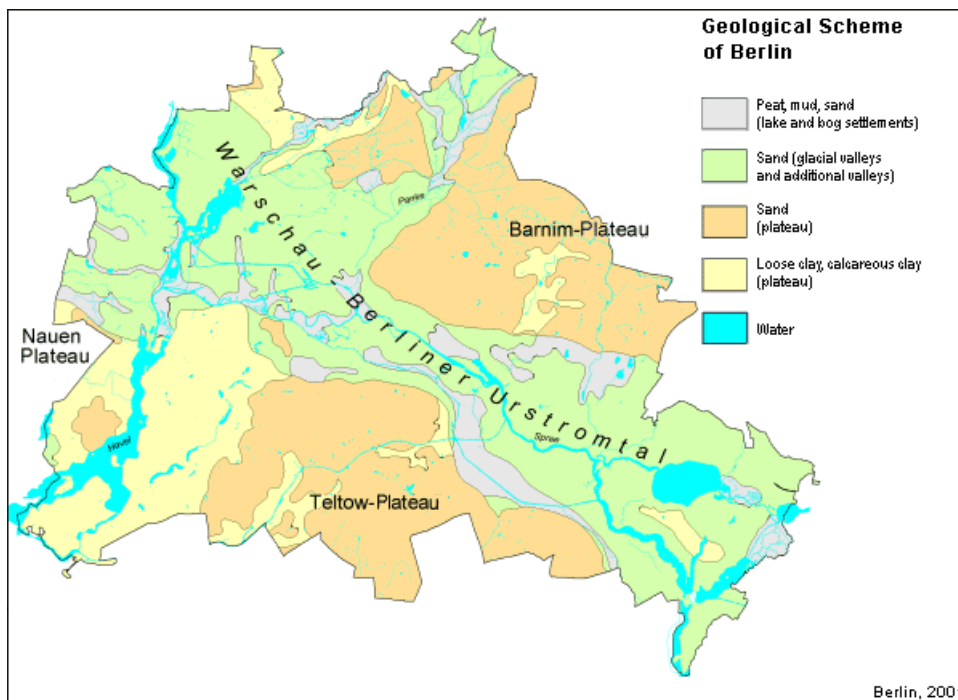 Geological Scheme
of Berlin
Peat, mud, sand
(lake and bog settlements)
Sand (glacial valleys
and additional valleys)
Sand
(plateau)
Loose clay, calcareous clay
(plateau)
Water
Warschau - Berliner Urstromtal
Panke
Barnim-Plateau
Nauen
Plateau
Havel
Spree
Teltow-Plateau
Berlin, 200